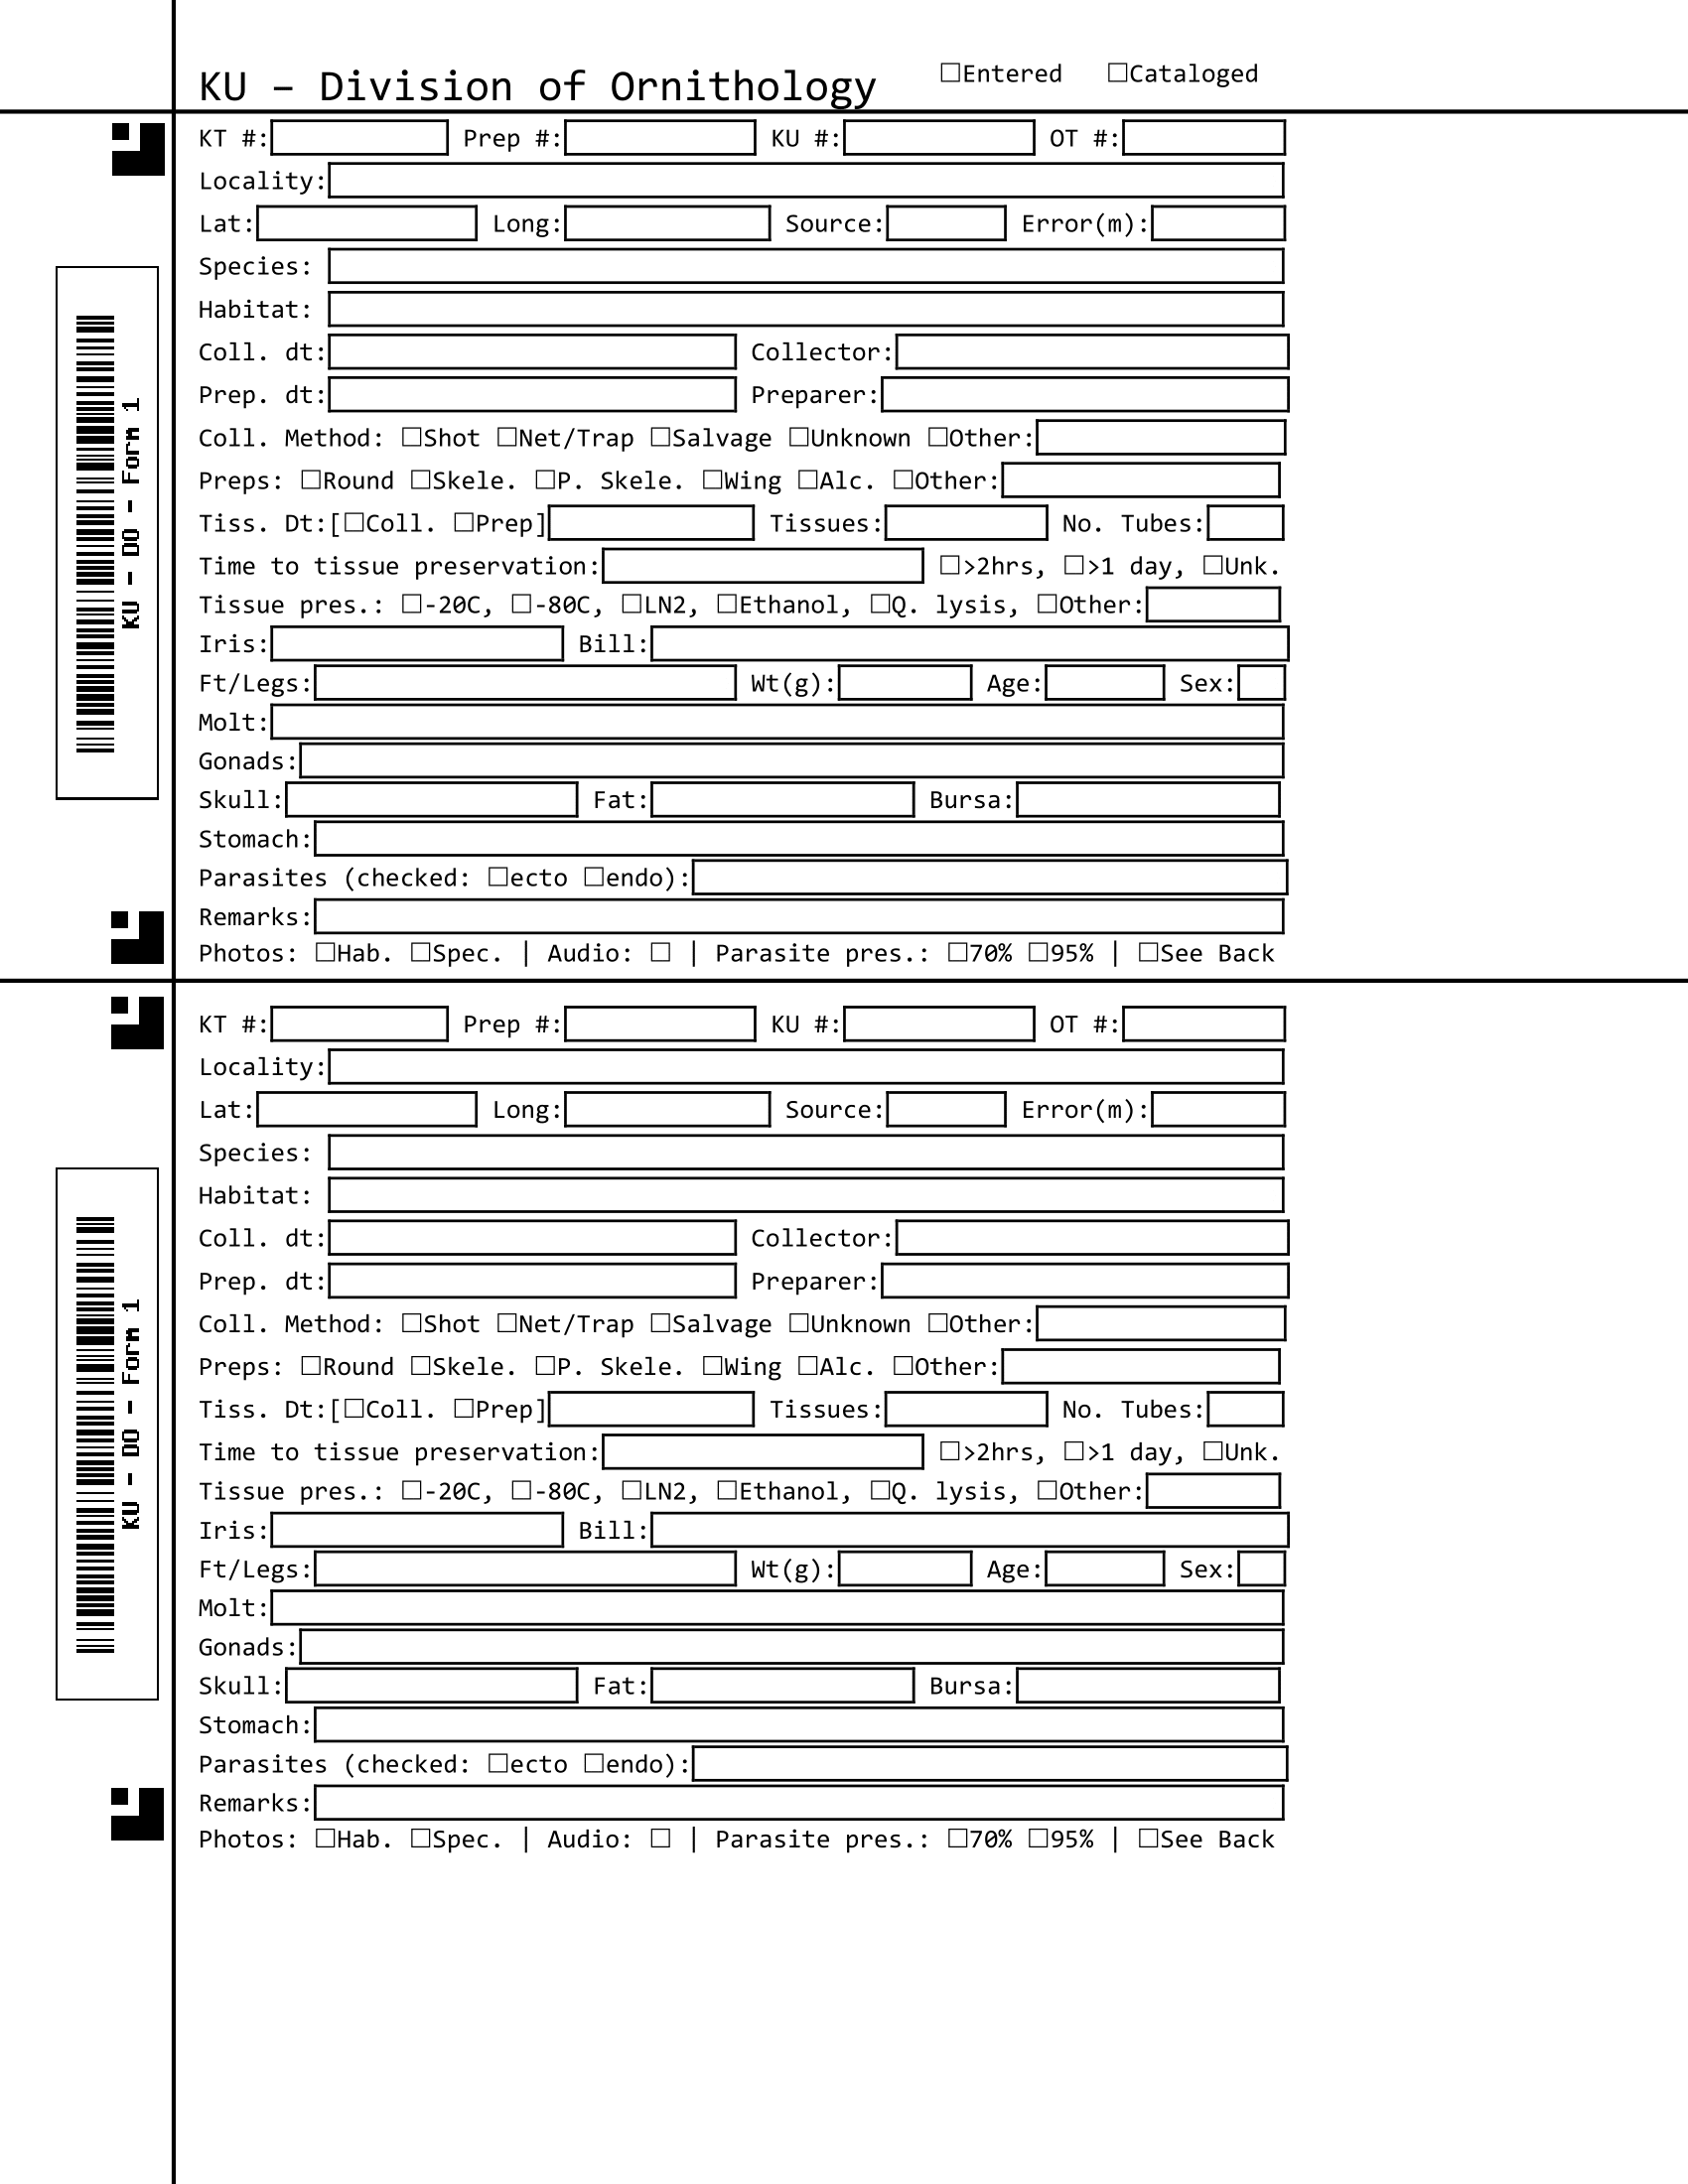 KU – Division of Ornithology ☐Entered ☐Cataloged
KT #: Prep #: KU #: OT #:
Locality:
Lat: Long: Source: Error(m):
Species:
Habitat:
Coll. dt: Collector:
Prep. dt: Preparer:
Coll. Method: ☐Shot ☐Net/Trap ☐Salvage ☐Unknown ☐Other:
Preps: ☐Round ☐Skele. ☐P. Skele. ☐Wing ☐Alc. ☐Other:
Tiss. Dt:[☐Coll. ☐Prep] Tissues: No. Tubes:
Time to tissue preservation: ☐>2hrs, ☐>1 day, ☐Unk.
Tissue pres.: ☐-20C, ☐-80C, ☐LN2, ☐Ethanol, ☐Q. lysis, ☐Other:
Iris: Bill:
Ft/Legs: Wt(g): Age: Sex:
Molt:
Gonads:
Skull: Fat: Bursa:
Stomach:
Parasites (checked: ☐ecto ☐endo):
Remarks:
Photos: ☐Hab. ☐Spec. | Audio: ☐ | Parasite pres.: ☐70% ☐95% | ☐See Back
KU - DO - Form 1
KT #: Prep #: KU #: OT #:
Locality:
Lat: Long: Source: Error(m):
Species:
Habitat:
Coll. dt: Collector:
Prep. dt: Preparer:
Coll. Method: ☐Shot ☐Net/Trap ☐Salvage ☐Unknown ☐Other:
Preps: ☐Round ☐Skele. ☐P. Skele. ☐Wing ☐Alc. ☐Other:
Tiss. Dt:[☐Coll. ☐Prep] Tissues: No. Tubes:
Time to tissue preservation: ☐>2hrs, ☐>1 day, ☐Unk.
Tissue pres.: ☐-20C, ☐-80C, ☐LN2, ☐Ethanol, ☐Q. lysis, ☐Other:
Iris: Bill:
Ft/Legs: Wt(g): Age: Sex:
Molt:
Gonads:
Skull: Fat: Bursa:
Stomach:
Parasites (checked: ☐ecto ☐endo):
Remarks:
Photos: ☐Hab. ☐Spec. | Audio: ☐ | Parasite pres.: ☐70% ☐95% | ☐See Back
KU - DO - Form 1